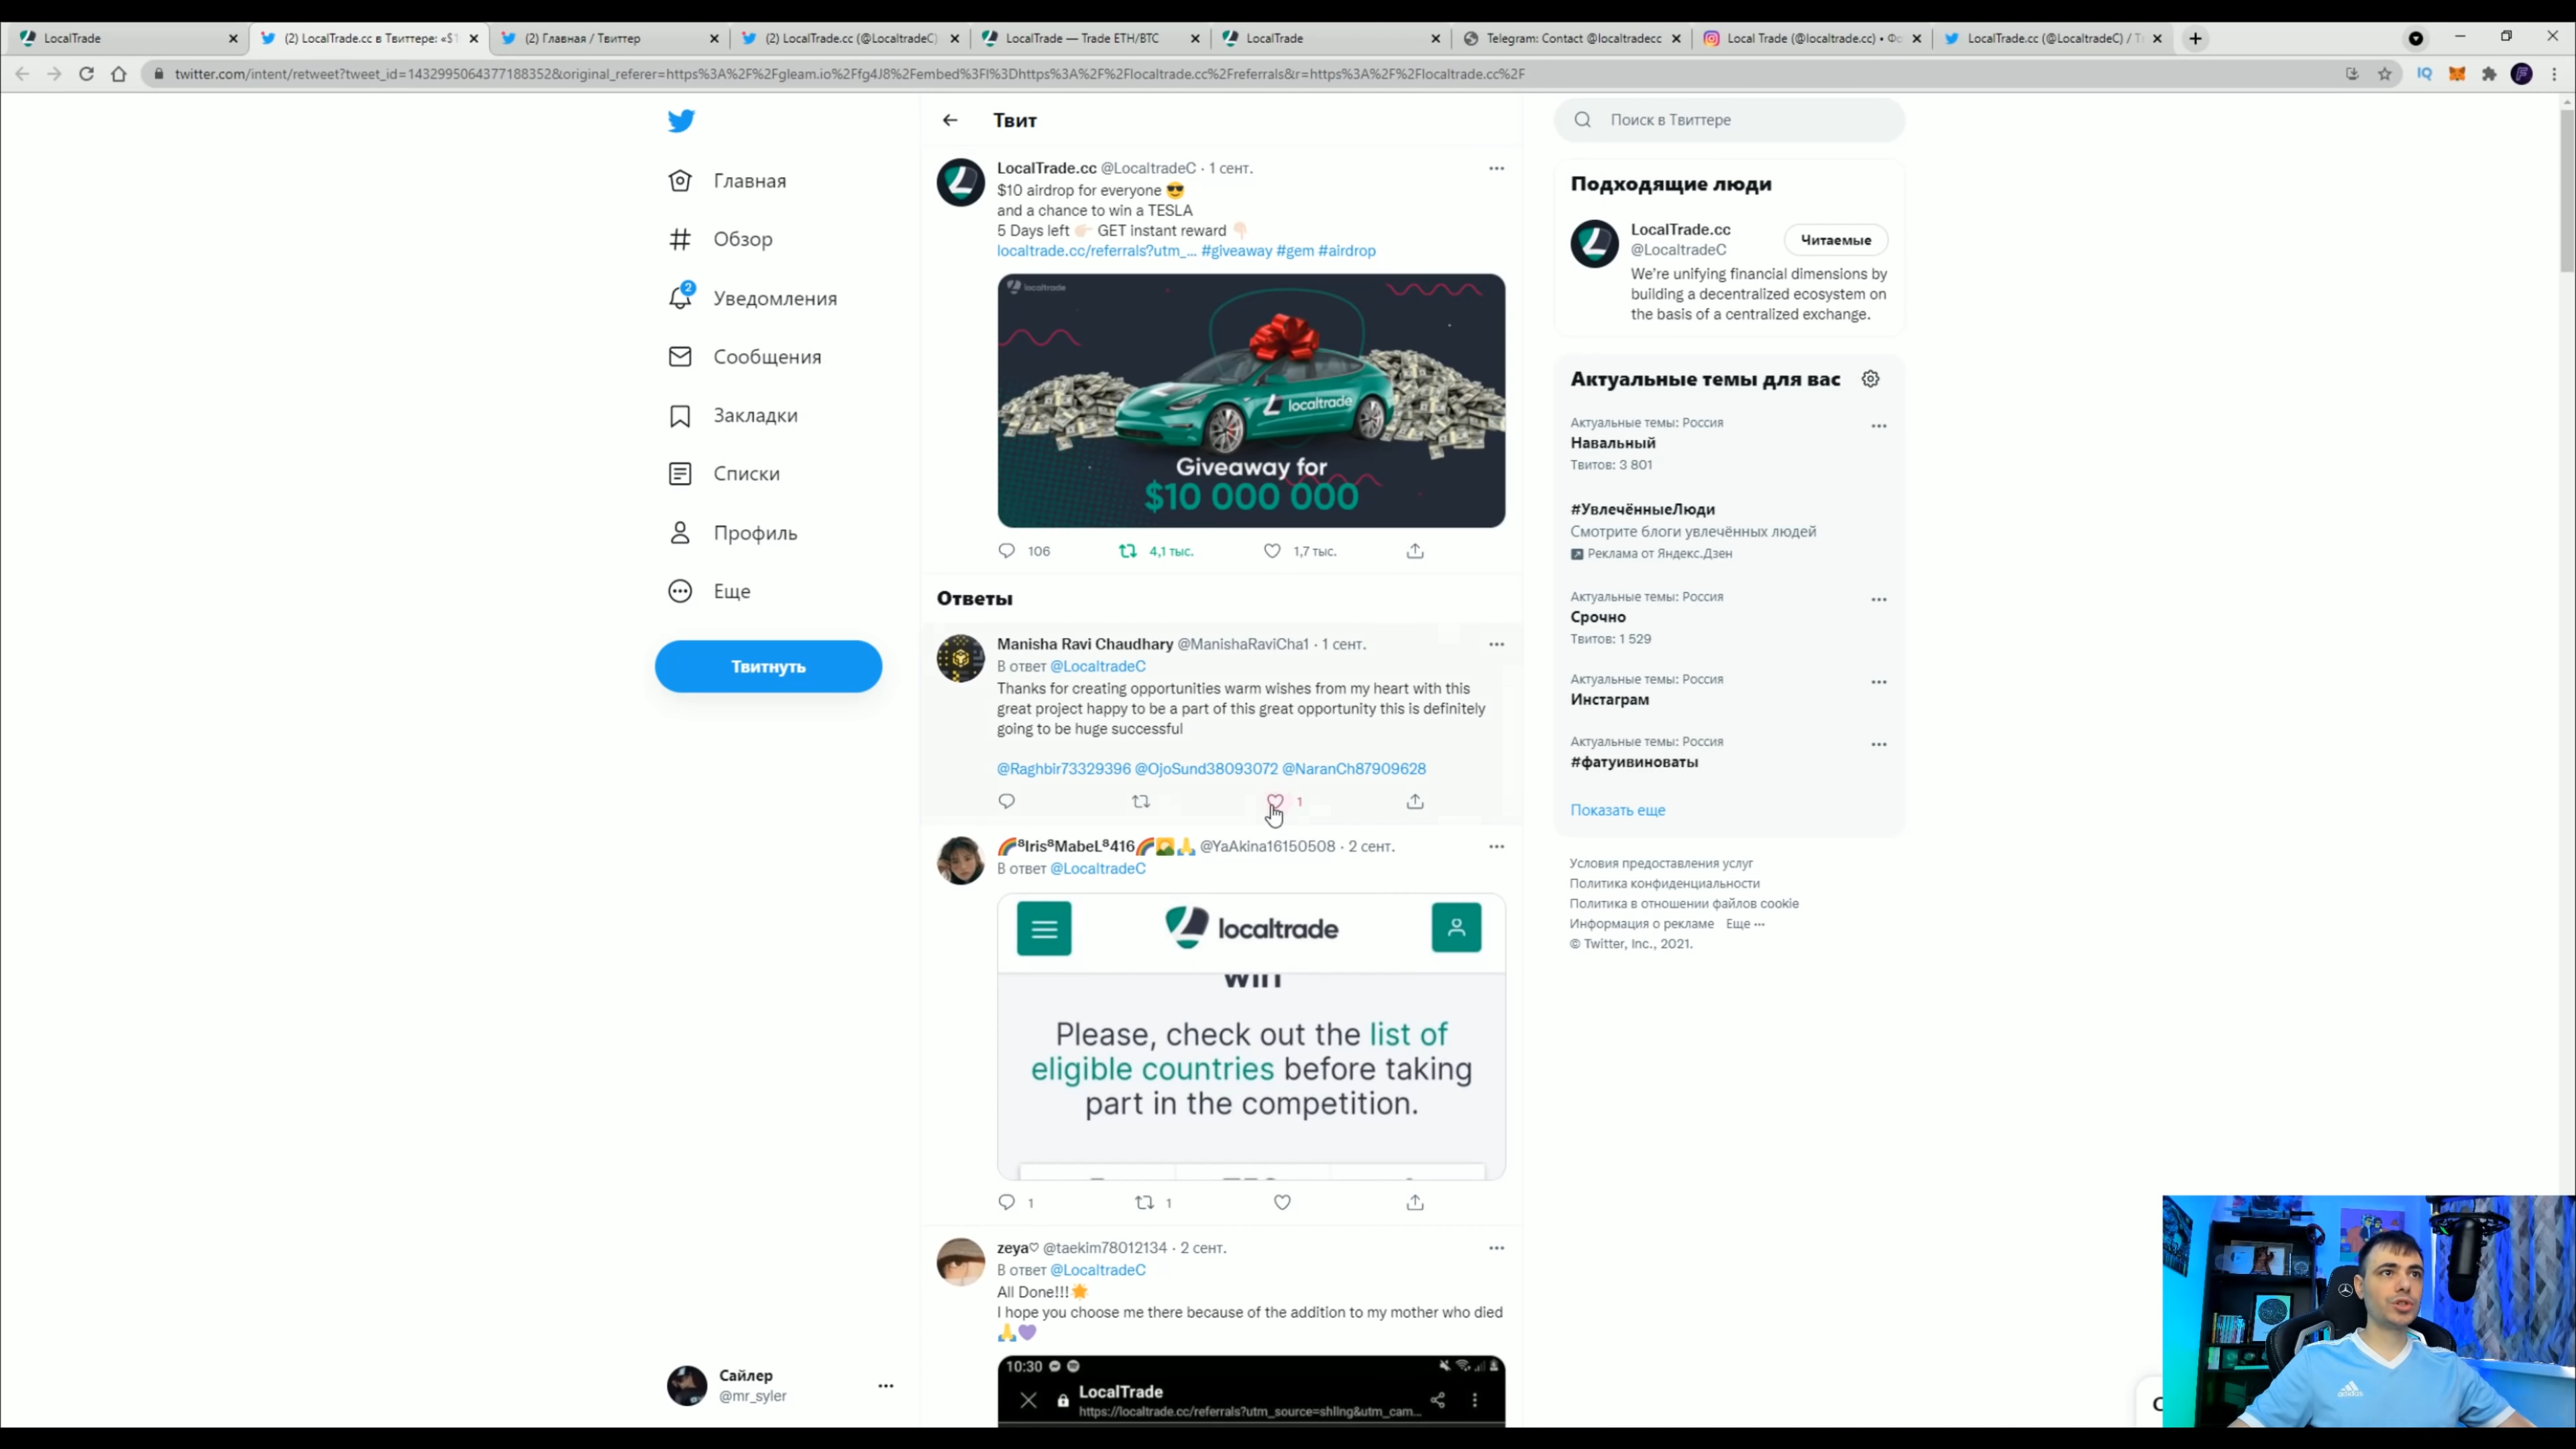 LocalTrade
(2) LocalTrade.cc в Твиттере: «$1
(2) Главная / Твиттер
(2) LocalTrade.cc (@LocaltradeC)
LocalTrade — Trade ETH/BTC
LocalTrade
Telegram: Contact @localtradecc
Local Trade (@localtrade.cc) • Фо
LocalTrade.cc (@LocaltradeC) / Т
twitter.com/intent/retweet?tweet_id=1432995064377188352&original_referer=https%3A%2F%2Fgleam.io%2Ffg4J8%2Fembed%3Fl%3Dhttps%3A%2F%2Flocaltrade.cc%2Freferrals&r=https%3A%2F%2Flocaltrade.cc%2F
Главная
Обзор
2
Уведомления
Сообщения
Закладки
Списки
Профиль
Еще
Твитнуть
Сайлер
@mr_syler
Твит
LocalTrade.cc @LocaltradeC · 1 сент.
$10 airdrop for everyone 😎
and a chance to win a TESLA
5 Days left 👉🏻 GET instant reward 👇🏻
localtrade.cc/referrals?utm_... #giveaway #gem #airdrop
localtrade
localtrade
Giveaway for
$10 000 000
106
4,1 тыс.
1,7 тыс.
Ответы
Manisha Ravi Chaudhary @ManishaRaviCha1 · 1 сент.
В ответ @LocaltradeC
Thanks for creating opportunities warm wishes from my heart with this
great project happy to be a part of this great opportunity this is definitely
going to be huge successful
@Raghbir73329396 @OjoSund38093072 @NaranCh87909628
1
🌈⁸Iris⁸MabeL⁸416🌈🌄🙏 @YaAkina16150508 · 2 сент.
В ответ @LocaltradeC
localtrade
win
Please, check out the list of
eligible countries before taking
part in the competition.
1
1
zeya♡ @taekim78012134 · 2 сент.
В ответ @LocaltradeC
All Done!!!🌟
I hope you choose me there because of the addition to my mother who died
🙏💜
10:30
LocalTrade
https://localtrade.cc/referrals?utm_source=shllng&utm_cam...
Поиск в Твиттере
Подходящие люди
LocalTrade.cc
@LocaltradeC
Читаемые
We're unifying financial dimensions by
building a decentralized ecosystem on
the basis of a centralized exchange.
Актуальные темы для вас
Актуальные темы: Россия
Навальный
Твитов: 3 801
#УвлечённыеЛюди
Смотрите блоги увлечённых людей
Реклама от Яндекс.Дзен
Актуальные темы: Россия
Срочно
Твитов: 1 529
Актуальные темы: Россия
Инстаграм
Актуальные темы: Россия
#фатуивиноваты
Показать еще
Условия предоставления услуг
Политика конфиденциальности
Политика в отношении файлов cookie
Информация о рекламе Еще ···
© Twitter, Inc., 2021.
adidas